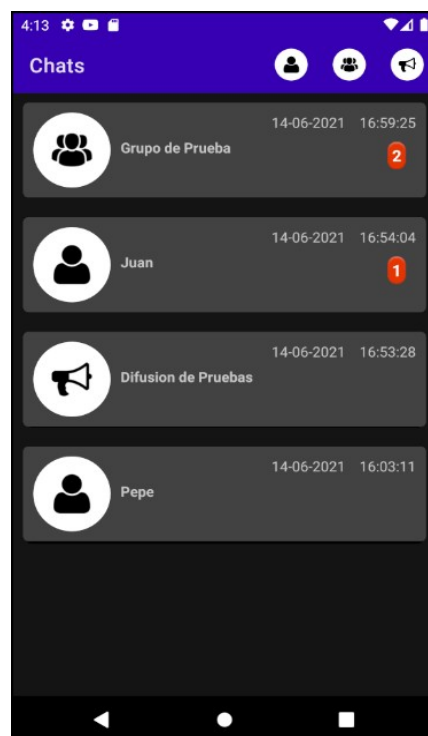 4:13
Chats
14-06-2021 16:59:25
Grupo de Prueba
2
14-06-2021 16:54:04
Juan
1
14-06-2021 16:53:28
Difusion de Pruebas
14-06-2021 16:03:11
Pepe